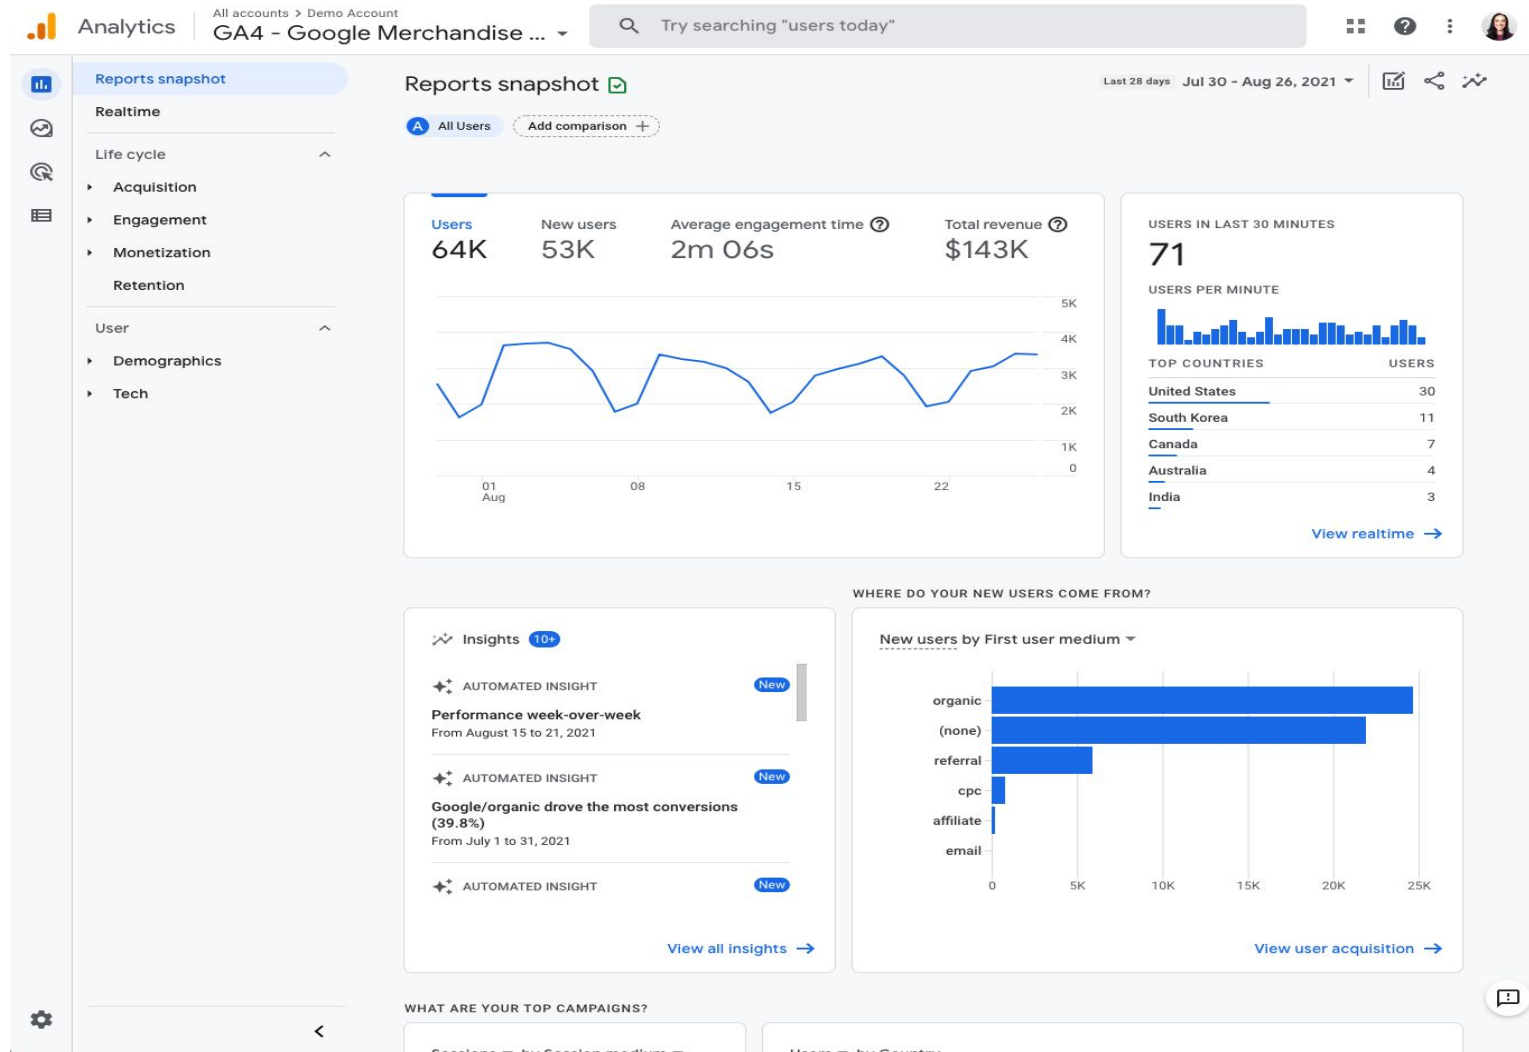 Analytics
All accounts > Demo Account
GA4 - Google Merchandise ...
Try searching "users today"
Reports snapshot
Realtime
Life cycle
Acquisition
Engagement
Monetization
Retention
User
Demographics
Tech
Reports snapshot
Last 28 days Jul 30 - Aug 26, 2021
A All Users
Add comparison +
Users
64K
New users
53K
Average engagement time
2m 06s
Total revenue
$143K
5K
4K
3K
2K
1K
0
01
Aug
08
15
22
USERS IN LAST 30 MINUTES
71
USERS PER MINUTE
TOP COUNTRIES USERS
United States 30
South Korea 11
Canada 7
Australia 4
India 3
View realtime
Insights 10+
AUTOMATED INSIGHT New
Performance week-over-week
From August 15 to 21, 2021
AUTOMATED INSIGHT New
Google/organic drove the most conversions
(39.8%)
From July 1 to 31, 2021
AUTOMATED INSIGHT New
View all insights
WHERE DO YOUR NEW USERS COME FROM?
New users by First user medium
organic
(none)
referral
cpc
affiliate
email
0 5K 10K 15K 20K 25K
View user acquisition
WHAT ARE YOUR TOP CAMPAIGNS?
Sessions by Session medium
Users by Country